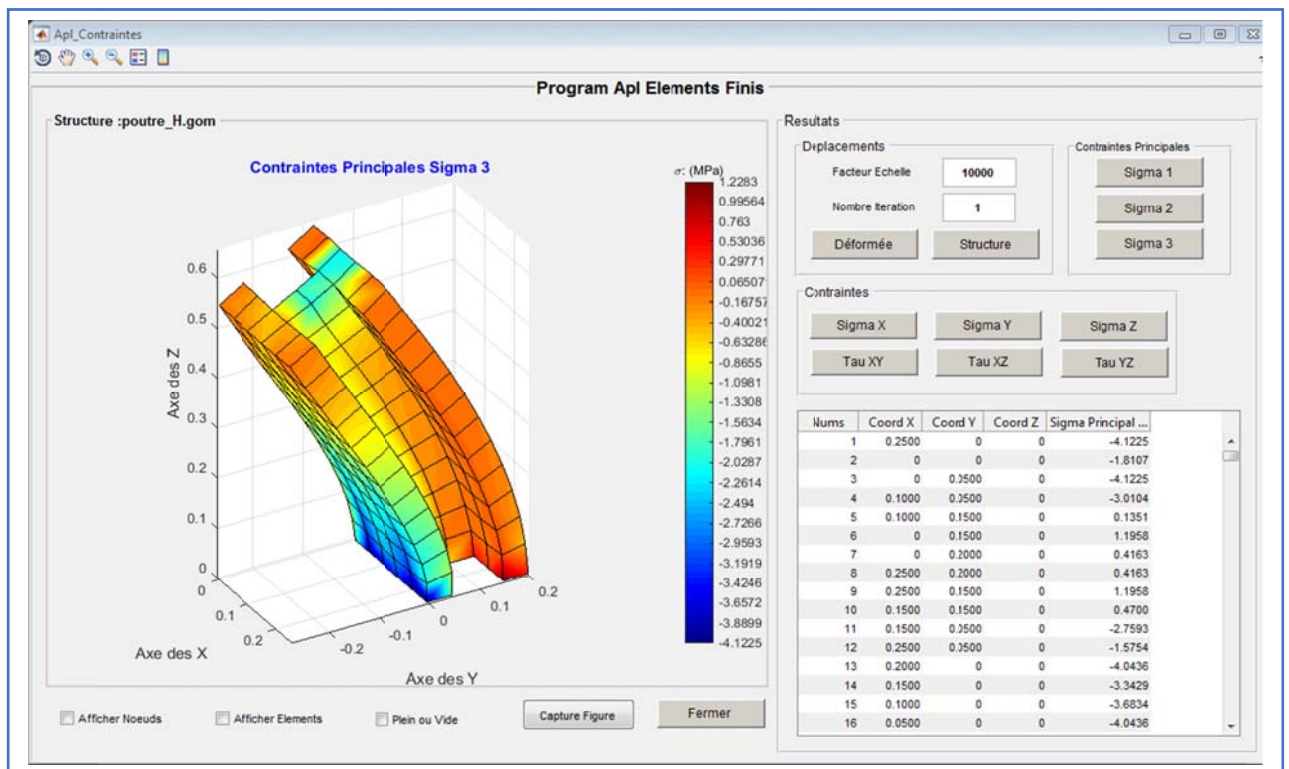 Apl_Contraintes
Program Apl Elements Finis
Structure :poutre_H.gom
Contraintes Principales Sigma 3
σ: (MPa)
1.2283
0.99564
0.763
0.53036
0.29771
0.06507
-0.16757
-0.40021
-0.63286
-0.8655
-1.0981
-1.3308
-1.5634
-1.7961
-2.0287
-2.2614
-2.494
-2.7266
-2.9593
-3.1919
-3.4246
-3.6572
-3.8899
-4.1225
Axe des Z
0.6
0.5
0.4
0.3
0.2
0.1
0
0
0.1
0.2
Axe des X
-0.2
-0.1
0
0.1
0.2
Axe des Y
Afficher Noeuds
Afficher Elements
Plein ou Vide
Capture Figure
Fermer
Resultats
Deplacements
Facteur Echelle 10000
Nombre Iteration 1
Déformée Structure
Contraintes Principales
Sigma 1
Sigma 2
Sigma 3
Contraintes
Sigma X Sigma Y Sigma Z
Tau XY Tau XZ Tau YZ
Nums Coord X Coord Y Coord Z Sigma Principal ...
1 0.2500 0 0 -4.1225
2 0 0 0 -1.8107
3 0 0.0500 0 -4.1225
4 0.1000 0.0500 0 -3.0104
5 0.1000 0.1500 0 0.1351
6 0 0.1500 0 1.1958
7 0 0.2000 0 0.4163
8 0.2500 0.2000 0 0.4163
9 0.2500 0.1500 0 1.1958
10 0.1500 0.1500 0 0.4700
11 0.1500 0.0500 0 -2.7593
12 0.2500 0.0500 0 -1.5754
13 0.2000 0 0 -4.0436
14 0.1500 0 0 -3.3429
15 0.1000 0 0 -3.6834
16 0.0500 0 0 -4.0436